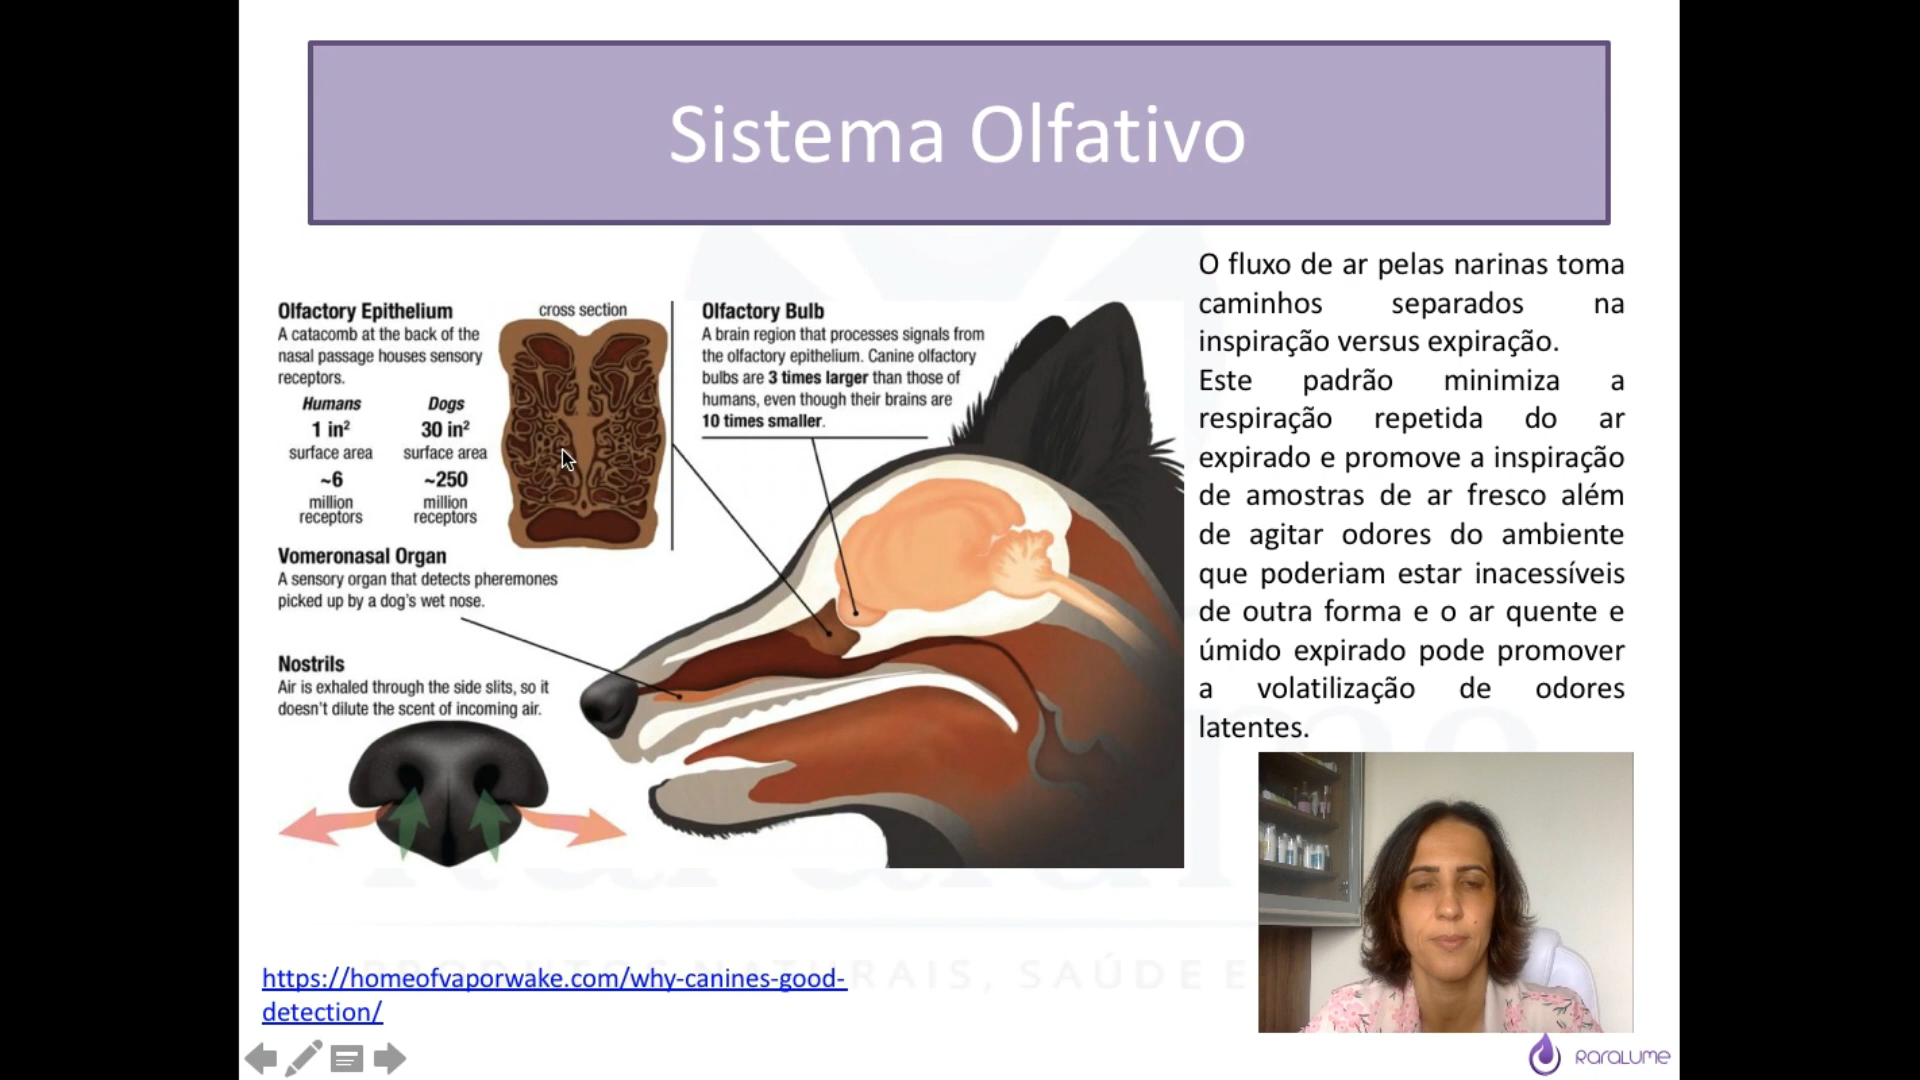 Sistema Olfativo
Olfactory Epithelium
A catacomb at the back of the
nasal passage houses sensory
receptors.
Humans
1 in²
surface area
~6
million
receptors
Dogs
30 in²
surface area
~250
million
receptors
cross section
Olfactory Bulb
A brain region that processes signals from
the olfactory epithelium. Canine olfactory
bulbs are 3 times larger than those of
humans, even though their brains are
10 times smaller.
Vomeronasal Organ
A sensory organ that detects pheremones
picked up by a dog's wet nose.
Nostrils
Air is exhaled through the side slits, so it
doesn't dilute the scent of incoming air.
O fluxo de ar pelas narinas toma
caminhos separados na
inspiração versus expiração.
Este padrão minimiza a
respiração repetida do ar
expirado e promove a inspiração
de amostras de ar fresco além
de agitar odores do ambiente
que poderiam estar inacessíveis
de outra forma e o ar quente e
úmido expirado pode promover
a volatilização de odores
latentes.
https://homeofvaporwake.com/why-canines-good-
detection/
PRODUTOS NATURAIS, SAÚDE E
RaraLume